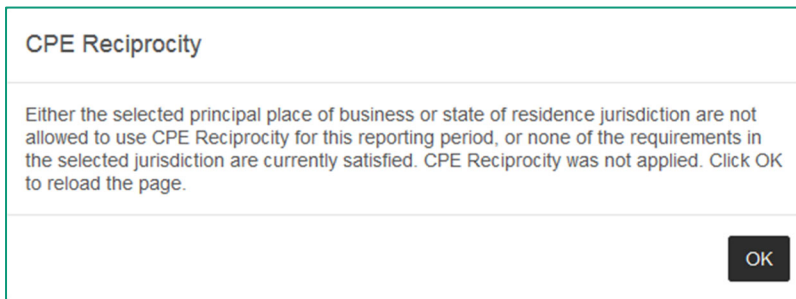 CPE Reciprocity
Either the selected principal place of business or state of residence jurisdiction are not
allowed to use CPE Reciprocity for this reporting period, or none of the requirements in
the selected jurisdiction are currently satisfied. CPE Reciprocity was not applied. Click OK
to reload the page.
OK